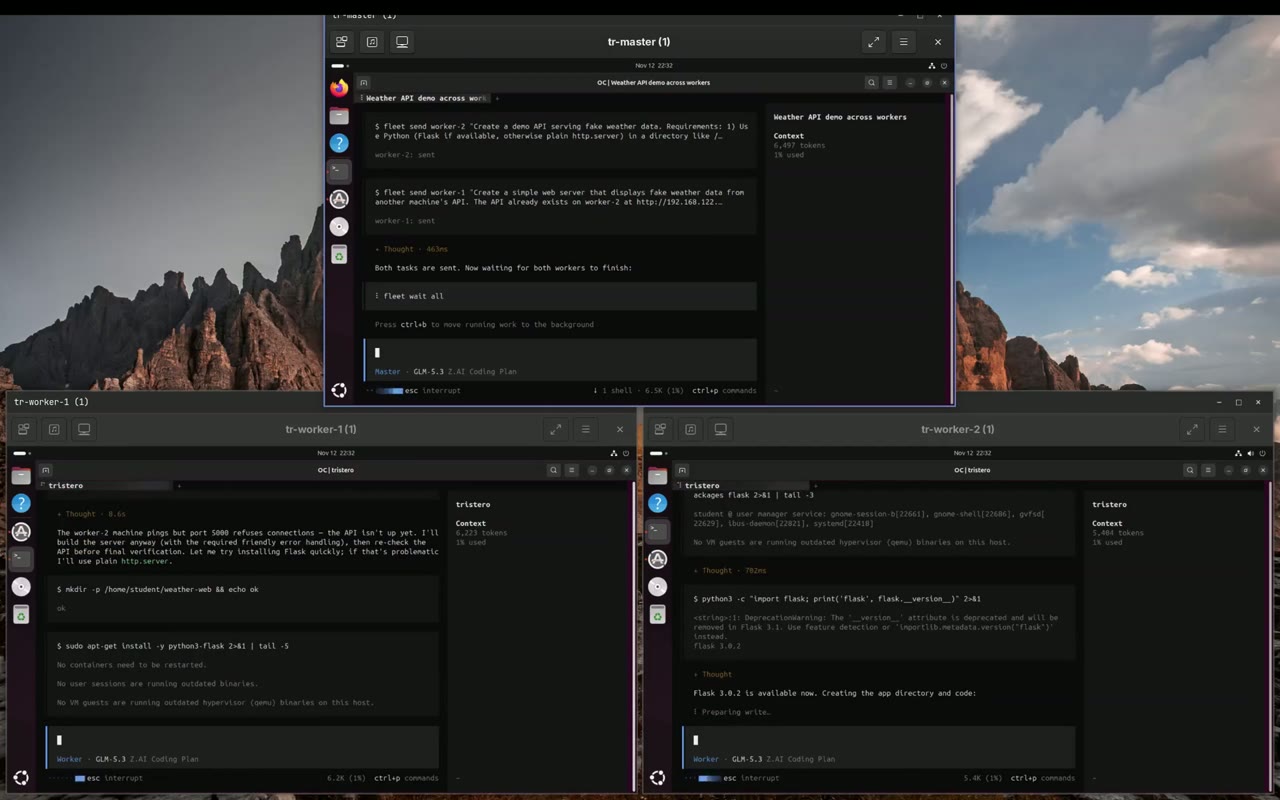 tr-master (1)
tr-master (1)
Nov 12 22:32
OC | Weather API demo across workers
Weather API demo across work +
$ fleet send worker-2 "Create a demo API serving fake weather data. Requirements: 1) Us
e Python (Flask if available, otherwise plain http.server) in a directory like /…
worker-2: sent
$ fleet send worker-1 "Create a simple web server that displays fake weather data from
another machine's API. The API already exists on worker-2 at http://192.168.122...
worker-1: sent
+ Thought · 463ms
Both tasks are sent. Now waiting for both workers to finish:
fleet wait all
Press ctrl+b to move running work to the background
Master · GLM-5.3 Z.AI Coding Plan
esc interrupt
↓ 1 shell · 6.5K (1%) ctrl+p commands
Weather API demo across workers
Context
6,497 tokens
1% used
tr-worker-1 (1)
tr-worker-1 (1)
Nov 12 22:32
OC | tristero
tristero +
+ Thought · 8.6s
The worker-2 machine pings but port 5000 refuses connections — the API isn't up yet. I'll
build the server anyway (with the required friendly error handling), then re-check the
API before final verification. Let me try installing Flask quickly; if that's problematic
I'll use plain http.server.
$ mkdir -p /home/student/weather-web && echo ok
ok
$ sudo apt-get install -y python3-flask 2>&1 | tail -5
No containers need to be restarted.
No user sessions are running outdated binaries.
No VM guests are running outdated hypervisor (qemu) binaries on this host.
Worker · GLM-5.3 Z.AI Coding Plan
esc interrupt
6.2K (1%) ctrl+p commands
tristero
Context
6,223 tokens
1% used
tr-worker-2 (1)
Nov 12 22:32
OC | tristero
tristero +
ackages flask 2>&1 | tail -3
student @ user manager service: gnome-session-b[22661], gnome-shell[22686], gvfsd[
22629], ibus-daemon[22821], systemd[22418]
No VM guests are running outdated hypervisor (qemu) binaries on this host.
+ Thought · 782ms
$ python3 -c "import flask; print('flask', flask.__version__)" 2>&1
<string>:1: DeprecationWarning: The '__version__' attribute is deprecated and will be
removed in Flask 3.1. Use feature detection or 'importlib.metadata.version("flask")'
instead.
flask 3.0.2
+ Thought
Flask 3.0.2 is available now. Creating the app directory and code:
Preparing write…
Worker · GLM-5.3 Z.AI Coding Plan
esc interrupt
5.4K (1%) ctrl+p commands
tristero
Context
5,404 tokens
1% used